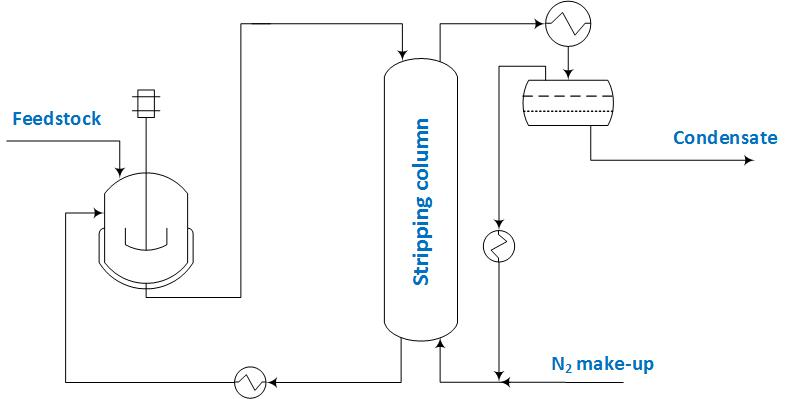 Feedstock
Stripping column
Condensate
N₂ make-up